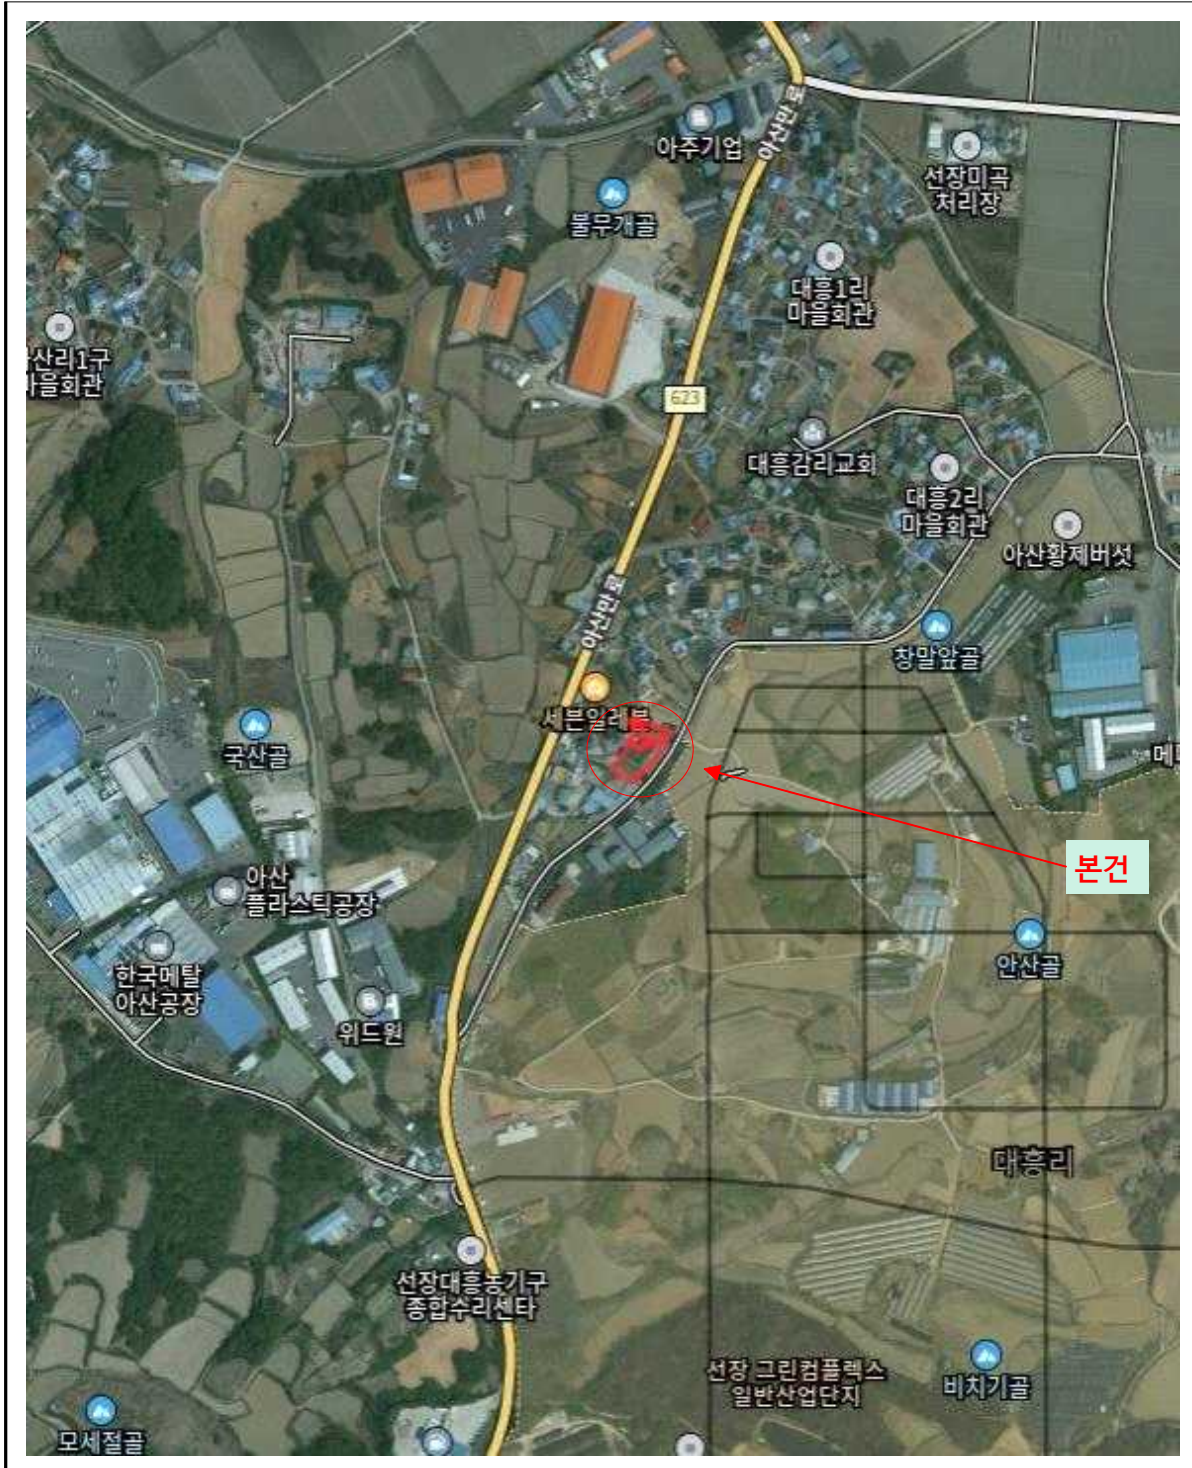 아산만로
아주기업
선장미곡
처리장
불무개골
대흥1리
마을회관
산리1구
마을회관
623
대흥감리교회
대흥2리
마을회관
아산황제버섯
아산만로
창말앞골
세븐일레븐
국산골
본건
아산
플라스틱공장
안산골
한국메탈
아산공장
위드원
대흥리
선장대흥농기구
종합수리센타
선장 그린컴플렉스
일반산업단지
비치기골
모세절골